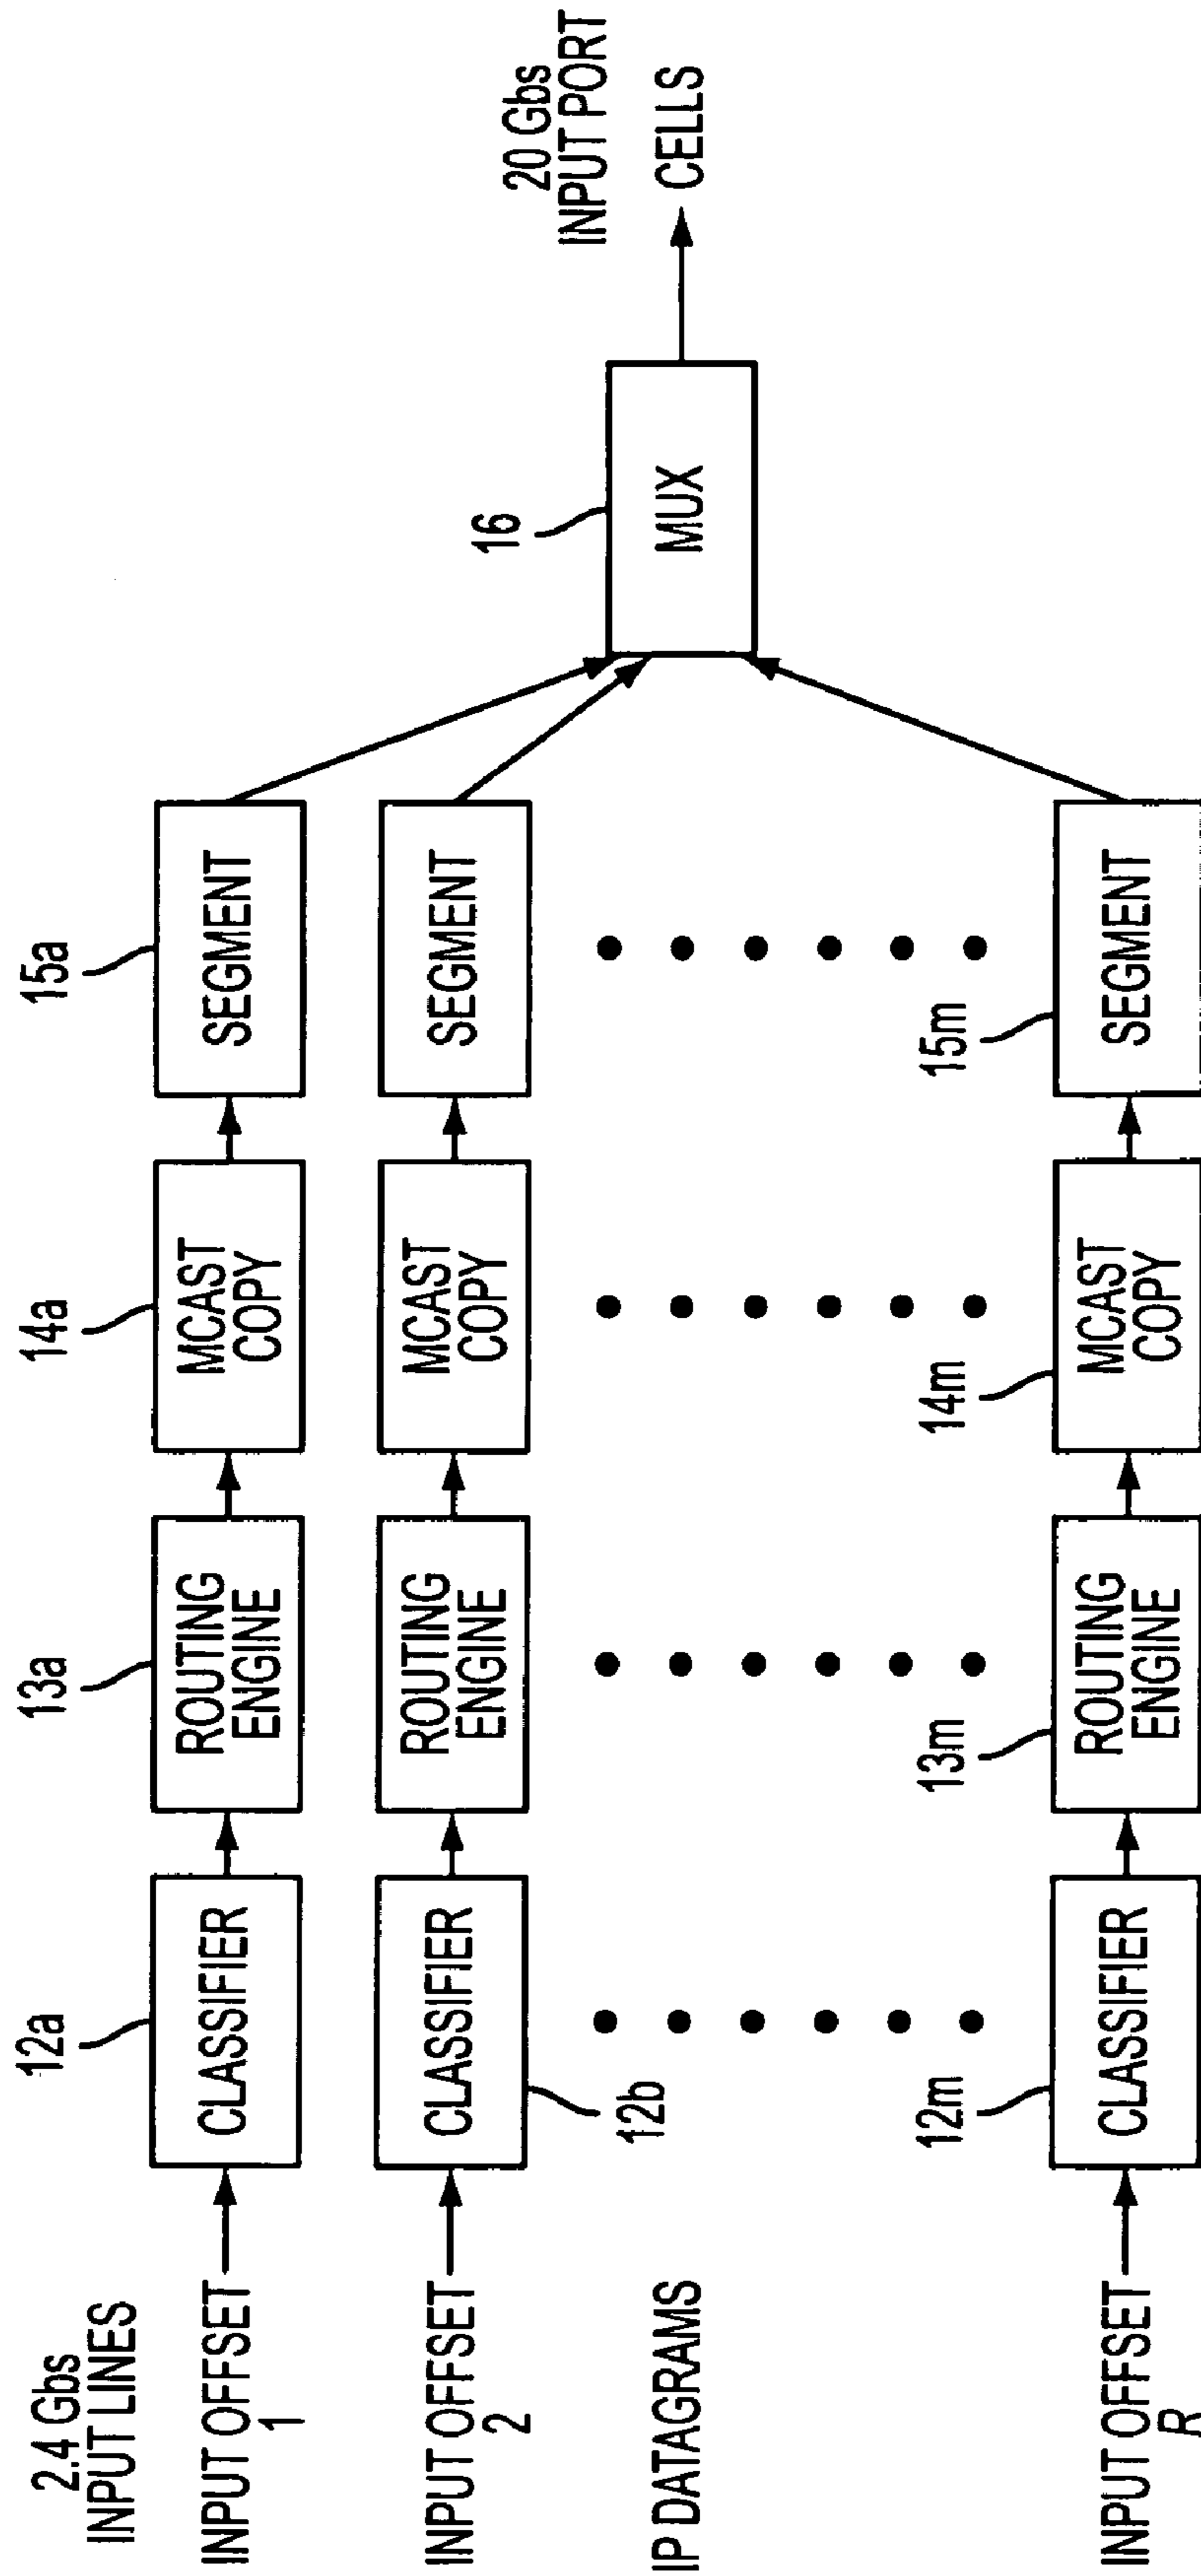 2.4 Gbs
INPUT LINES
12a
13a
14a
15a
INPUT OFFSET
1
CLASSIFIER
ROUTING
ENGINE
MCAST
COPY
SEGMENT
INPUT OFFSET
2
CLASSIFIER
ROUTING
ENGINE
MCAST
COPY
SEGMENT
12b
16
MUX
20 Gbs
INPUT PORT
CELLS
IP DATAGRAMS
12m
13m
14m
15m
INPUT OFFSET
R
CLASSIFIER
ROUTING
ENGINE
MCAST
COPY
SEGMENT